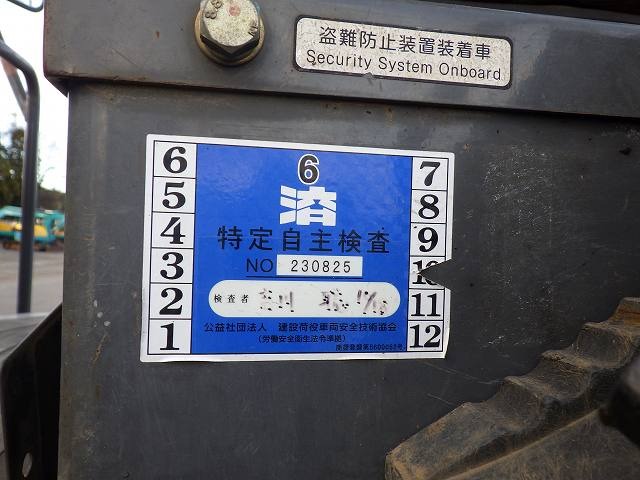 盗難防止装置装着車
Security System Onboard
6
溶
特定自主検査
NO 230825
検査者
公益社団法人 建設荷役車両安全技術協会
(労働安全衛生法令準拠)
6
5
4
3
2
1
7
8
9
10
11
12